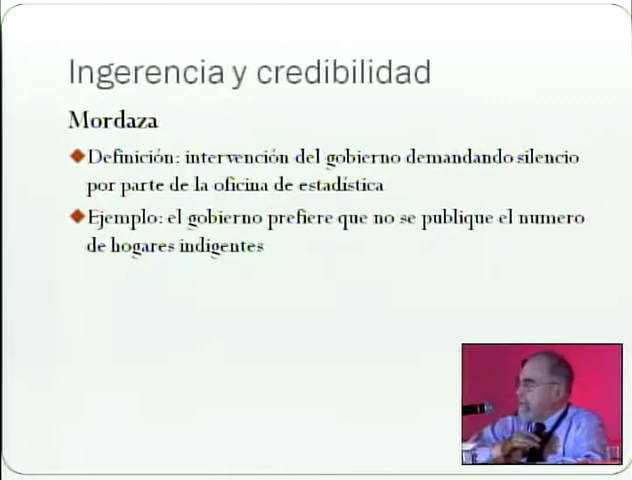 Ingerencia y credibilidad
Mordaza
Definición: intervención del gobierno demandando silencio
por parte de la oficina de estadística
Ejemplo: el gobierno prefiere que no se publique el numero
de hogares indigentes